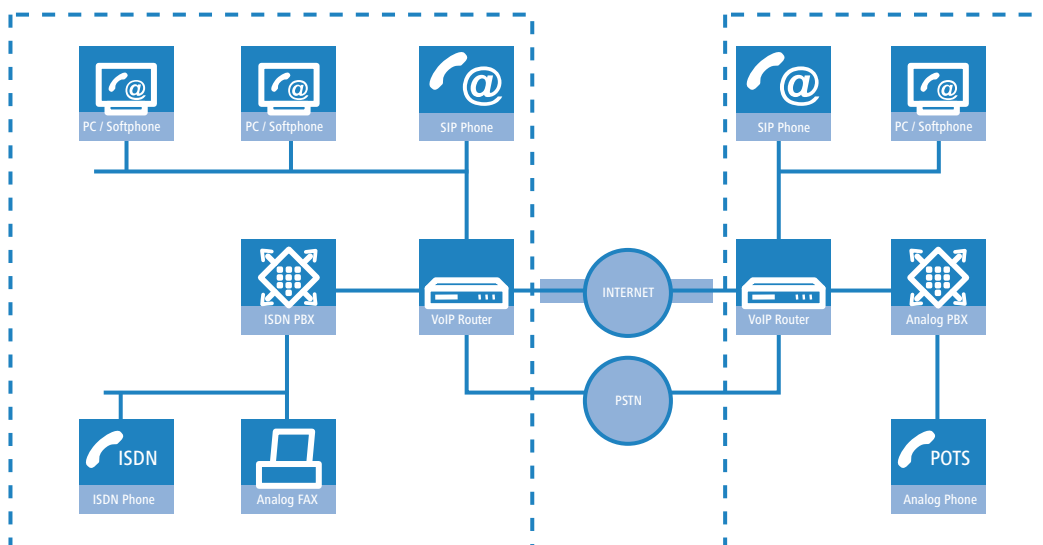 @
@
@
@
@
PC / Softphone
PC / Softphone
SIP Phone
SIP Phone
PC / Softphone
INTERNET
ISDN PBX
VoIP Router
VoIP Router
Analog PBX
PSTN
ISDN
POTS
ISDN Phone
Analog FAX
Analog Phone